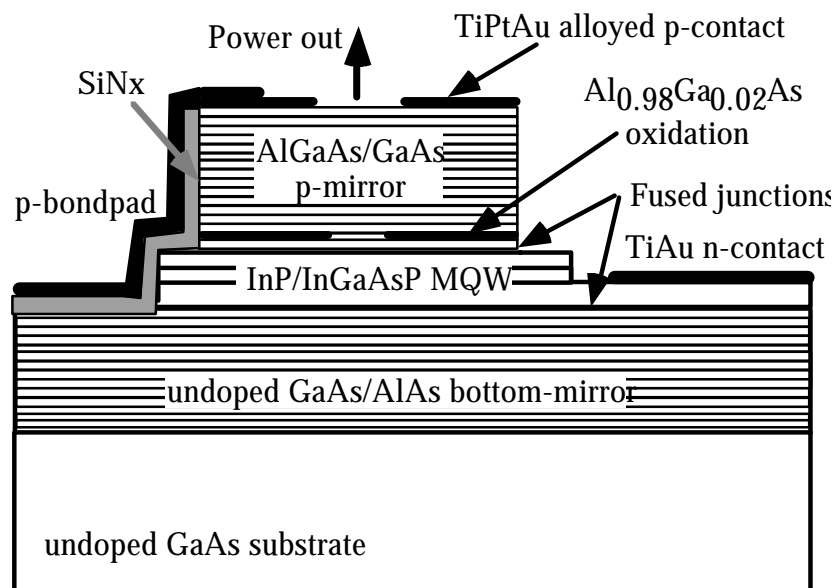 Power out
TiPtAu alloyed p-contact
SiNx
Al0.98Ga0.02As
oxidation
AlGaAs/GaAs
p-mirror
p-bondpad
Fused junctions
TiAu n-contact
InP/InGaAsP MQW
undoped GaAs/AlAs bottom-mirror
undoped GaAs substrate